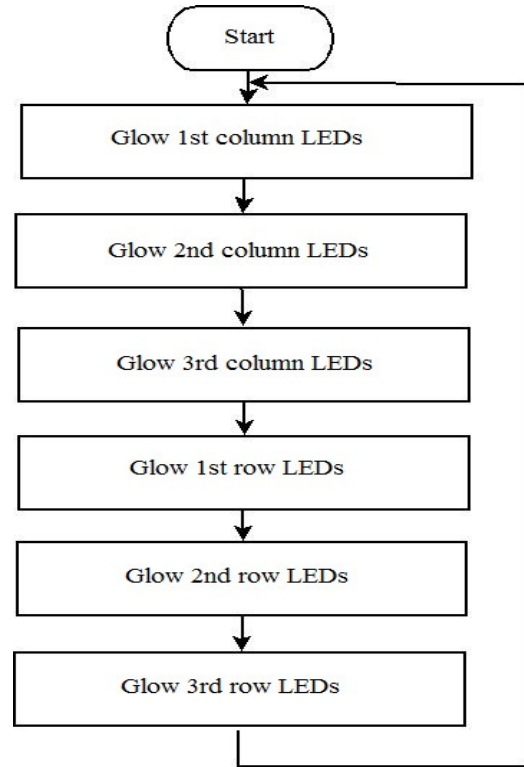 Start
Glow 1st column LEDs
Glow 2nd column LEDs
Glow 3rd column LEDs
Glow 1st row LEDs
Glow 2nd row LEDs
Glow 3rd row LEDs